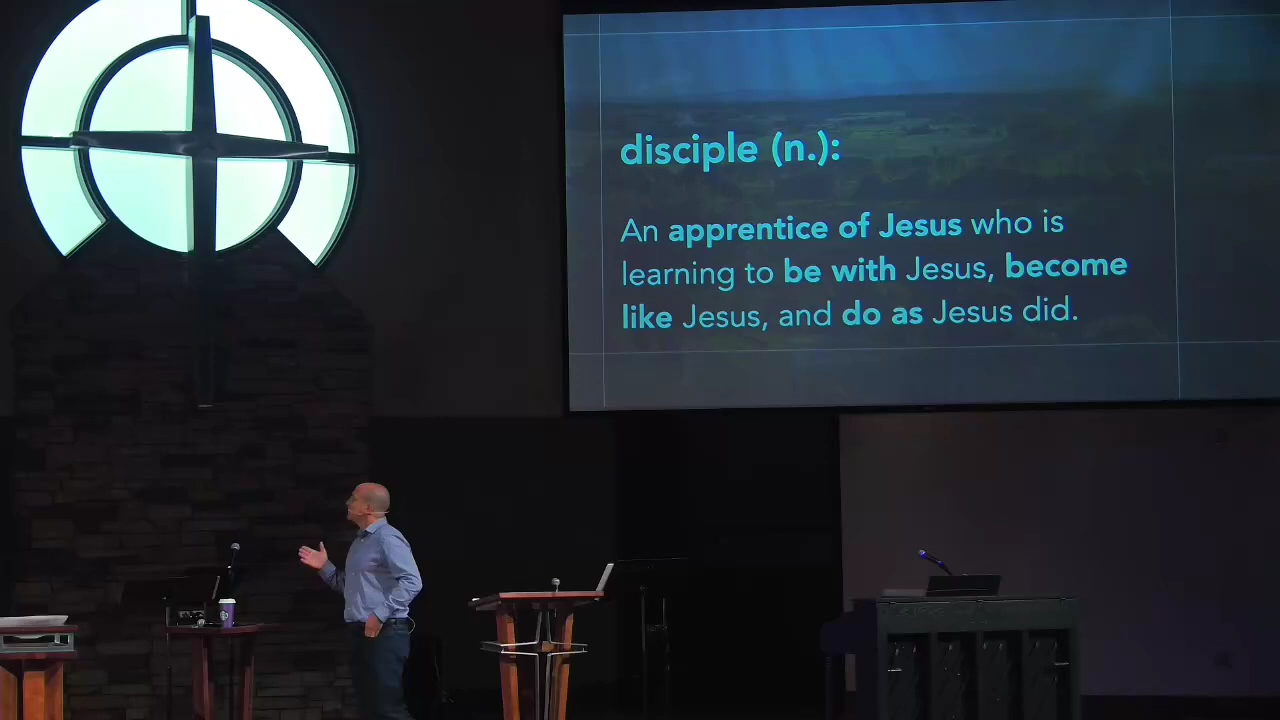 disciple (n.):
An apprentice of Jesus who is
learning to be with Jesus, become
like Jesus, and do as Jesus did.